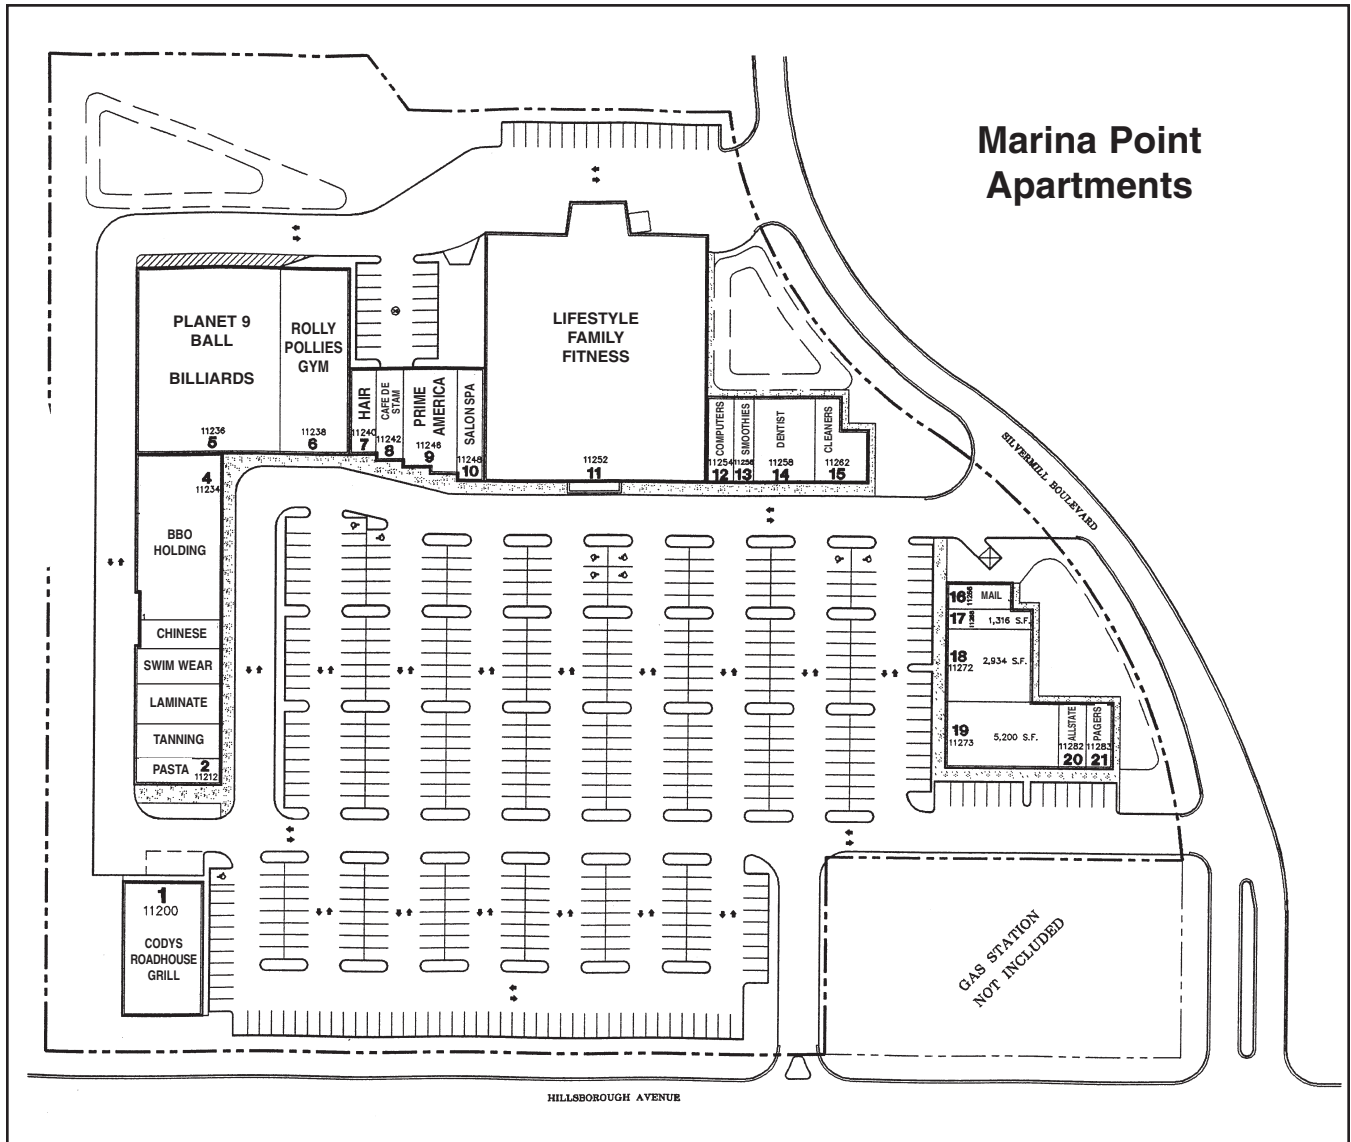 Marina Point
Apartments
PLANET 9
BALL
BILLIARDS
11236
5
ROLLY
POLLIES
GYM
11238
6
HAIR
11240
7
CAFE DE
STAM
11242
8
PRIME
AMERICA
11246
9
SALON SPA
11248
10
LIFESTYLE
FAMILY
FITNESS
11252
11
COMPUTERS
11254
12
SMOOTHIES
11256
13
DENTIST
11258
14
CLEANERS
11262
15
SILVERMILL BOULEVARD
4
11234
BBO
HOLDING
CHINESE
SWIM WEAR
LAMINATE
TANNING
PASTA
2
11212
16
MAIL
17
1,316 S.F.
18
11272
2,934 S.F.
19
11273
5,200 S.F.
ALLSTATE
11282
20
PAGERS
11283
21
1
11200
CODYS
ROADHOUSE
GRILL
GAS STATION
NOT INCLUDED
HILLSBOROUGH AVENUE